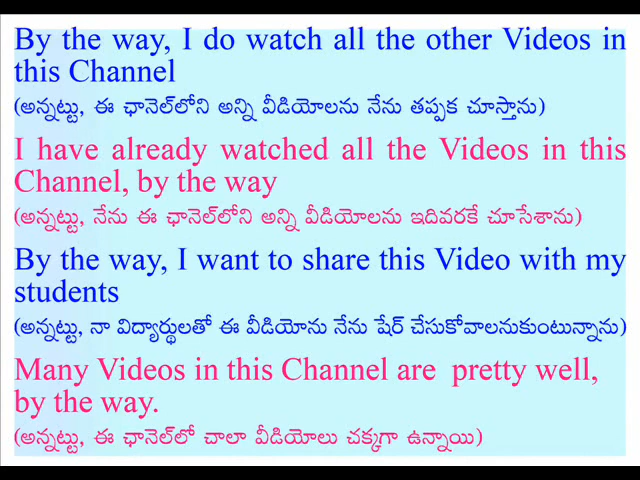 By the way, I do watch all the other Videos in
this Channel
(అన్నట్టు, ఈ ఛానెల్‌లోని అన్ని వీడియోలను నేను తప్పక చూస్తాను)
I have already watched all the Videos in this
Channel, by the way
(అన్నట్టు, నేను ఈ ఛానెల్‌లోని అన్ని వీడియోలను ఇదివరకే చూసేశాను)
By the way, I want to share this Video with my
students
(అన్నట్టు, నా విద్యార్థులతో ఈ వీడియోను నేను షేర్ చేసుకోవాలనుకుంటున్నాను)
Many Videos in this Channel are pretty well,
by the way.
(అన్నట్టు, ఈ ఛానెల్‌లో చాలా వీడియోలు చక్కగా ఉన్నాయి)